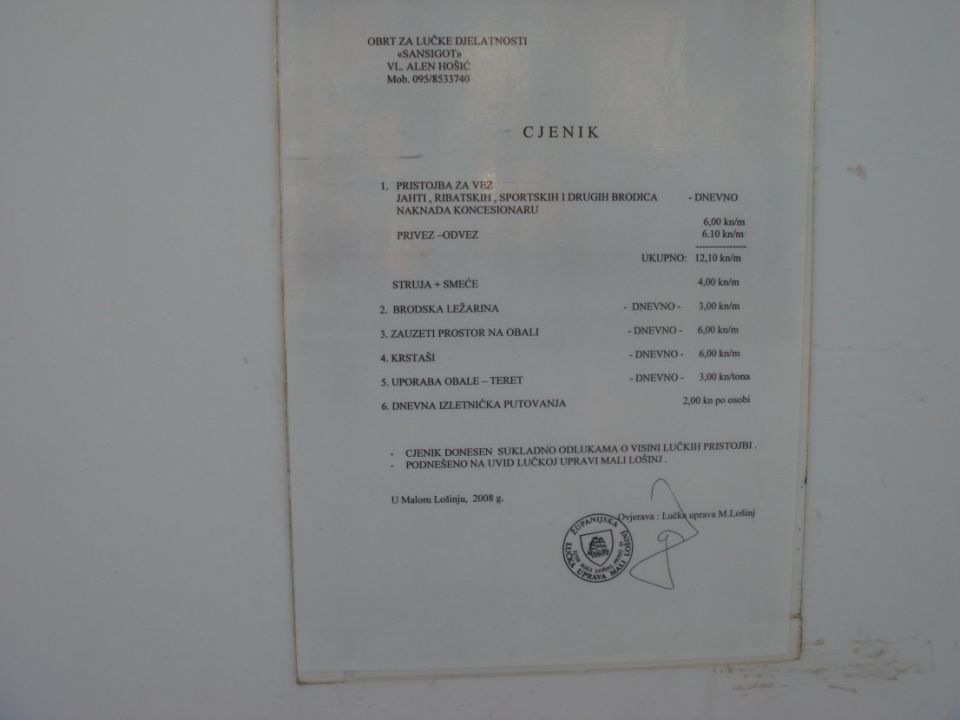 OBRT ZA LUČKE DJELATNOSTI
«SANSIGOT»
VL. ALEN HOŠIĆ
Mob. 095/8533740
CJENIK
1. PRISTOJBA ZA VEZ
JAHTI , RIBATSKIH , SPORTSKIH I DRUGIH BRODICA - DNEVNO
NAKNADA KONCESIONARU
6,00 kn/m
PRIVEZ –ODVEZ 6.10 kn/m
---------------
UKUPNO: 12,10 kn/m
STRUJA + SMEĆE 4,00 kn/m
2. BRODSKA LEŽARINA - DNEVNO - 3,00 kn/m
3. ZAUZETI PROSTOR NA OBALI - DNEVNO - 6,00 kn/m
4. KRSTAŠI - DNEVNO - 6,00 kn/m
5. UPORABA OBALE – TERET - DNEVNO - 3,00 kn/tona
6. DNEVNA IZLETNIČKA PUTOVANJA 2,00 kn po osobi
- CJENIK DONESEN SUKLADNO ODLUKAMA O VISINI LUČKIH PRISTOJBI .
- PODNEŠENO NA UVID LUČKOJ UPRAVI MALI LOŠINJ .
U Malom Lošinju, 2008 g.
Ovjerava : Lučka uprava M.Lošinj
ŽUPANIJSKA
LUČKA UPRAVA MALI LOŠINJ